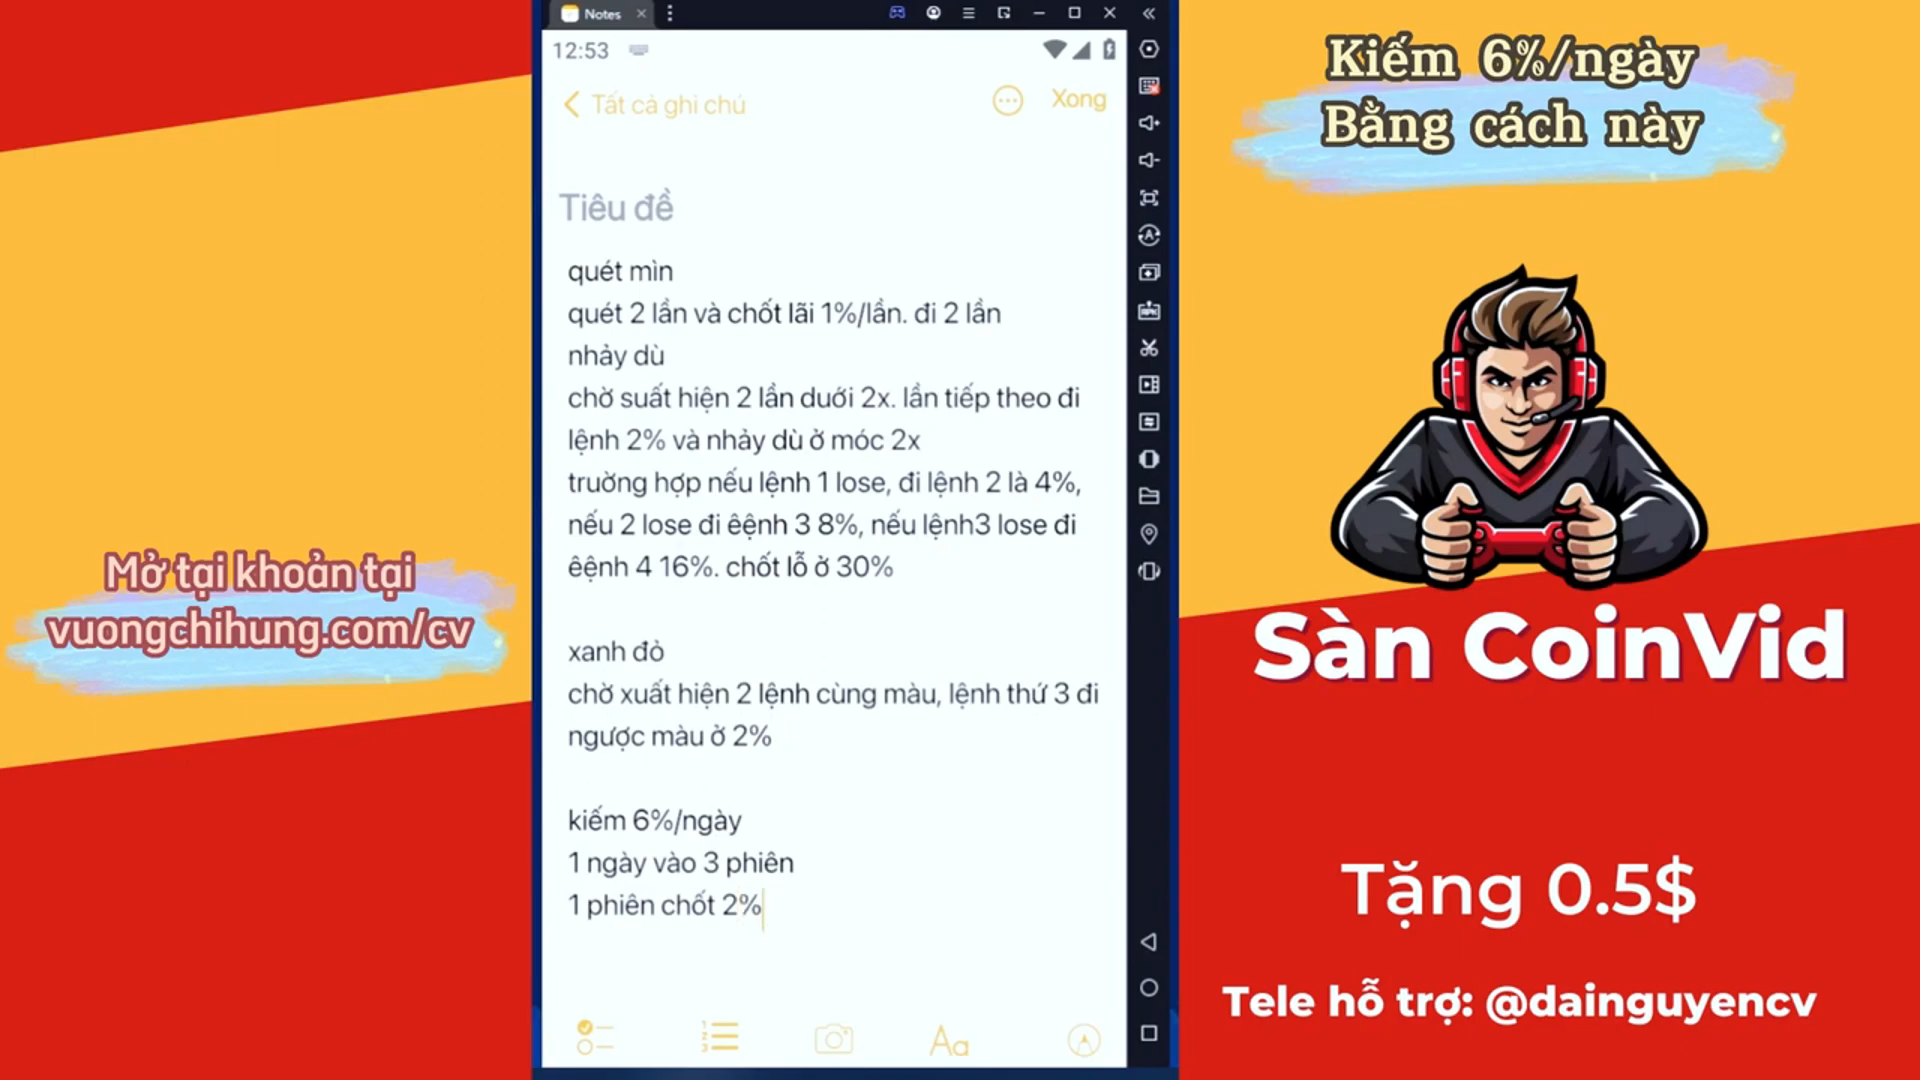 Notes
12:53
Tất cả ghi chú
Xong
Tiêu đề
quét mìn
quét 2 lần và chốt lãi 1%/lần. đi 2 lần
nhảy dù
chờ suất hiện 2 lần dưới 2x. lần tiếp theo đi
lệnh 2% và nhảy dù ở móc 2x
trường hợp nếu lệnh 1 lose, đi lệnh 2 là 4%,
nếu 2 lose đi êệnh 3 8%, nếu lệnh3 lose đi
êệnh 4 16%. chốt lỗ ở 30%
xanh đỏ
chờ xuất hiện 2 lệnh cùng màu, lệnh thứ 3 đi
ngược màu ở 2%
kiếm 6%/ngày
1 ngày vào 3 phiên
1 phiên chốt 2%
Aa
Mở tại khoản tại
vuongchihung.com/cv
Kiếm 6%/ngày
Bằng cách này
Sàn CoinVid
Tặng 0.5$
Tele hỗ trợ: @dainguyencv